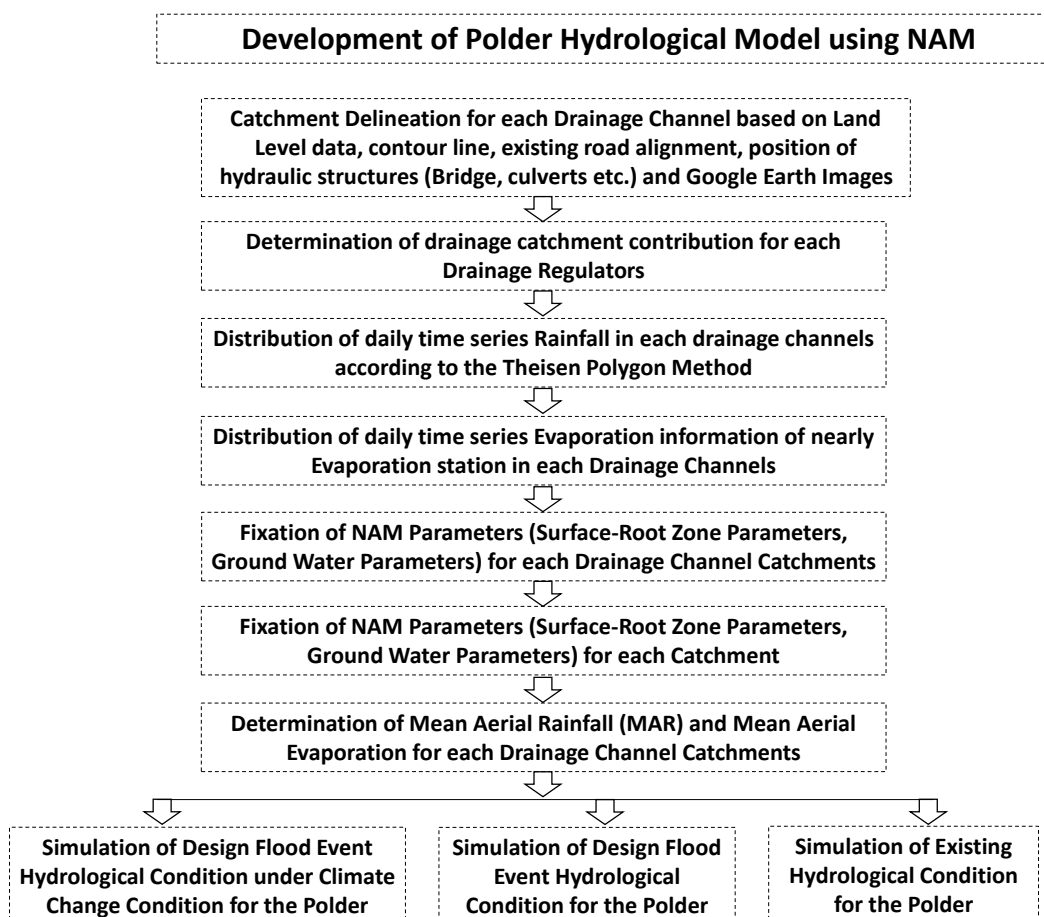 Development of Polder Hydrological Model using NAM
Catchment Delineation for each Drainage Channel based on Land
Level data, contour line, existing road alignment, position of
hydraulic structures (Bridge, culverts etc.) and Google Earth Images
Determination of drainage catchment contribution for each
Drainage Regulators
Distribution of daily time series Rainfall in each drainage channels
according to the Theisen Polygon Method
Distribution of daily time series Evaporation information of nearly
Evaporation station in each Drainage Channels
Fixation of NAM Parameters (Surface-Root Zone Parameters,
Ground Water Parameters) for each Drainage Channel Catchments
Fixation of NAM Parameters (Surface-Root Zone Parameters,
Ground Water Parameters) for each Catchment
Determination of Mean Aerial Rainfall (MAR) and Mean Aerial
Evaporation for each Drainage Channel Catchments
Simulation of Design Flood Event
Hydrological Condition under Climate
Change Condition for the Polder
Simulation of Design Flood
Event Hydrological
Condition for the Polder
Simulation of Existing
Hydrological Condition
for the Polder